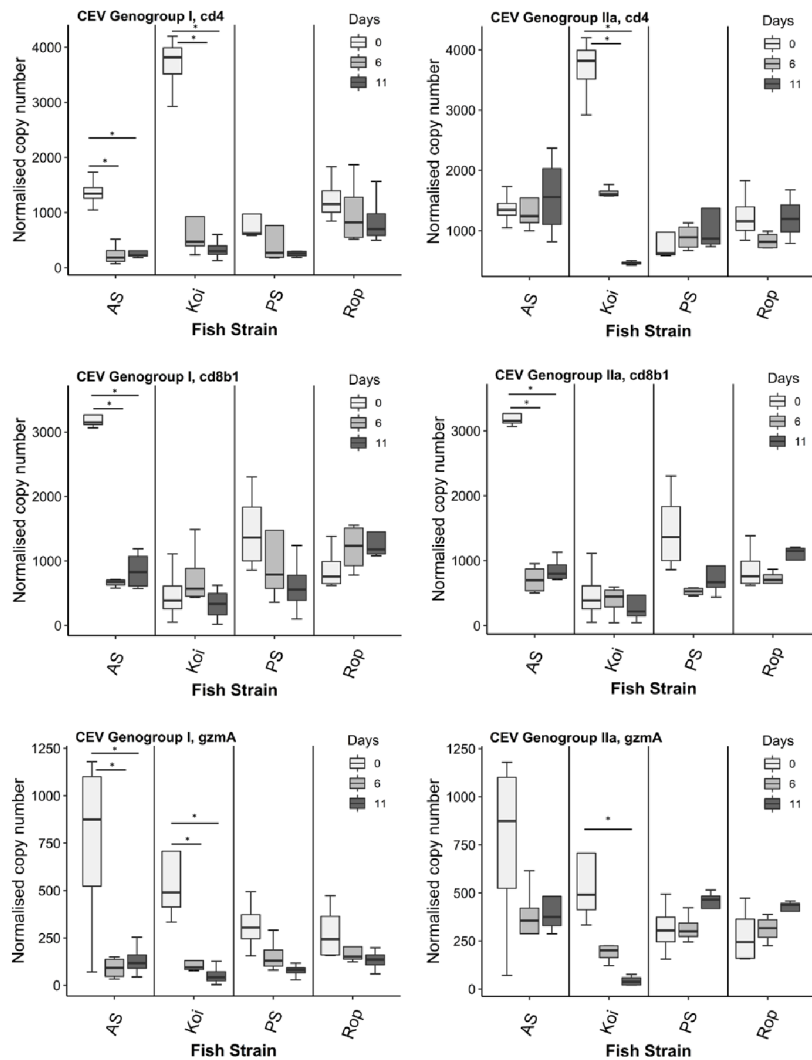 CEV Genogroup I, cd4
Days
0
6
11
Normalised copy number
4000
3000
2000
1000
0
* * * *
AS Koi PS Rop
Fish Strain
CEV Genogroup IIa, cd4
Days
0
6
11
Normalised copy number
4000
3000
2000
1000
0
* *
AS Koi PS Rop
Fish Strain
CEV Genogroup I, cd8b1
Days
0
6
11
Normalised copy number
3000
2000
1000
0
* *
AS Koi PS Rop
Fish Strain
CEV Genogroup IIa, cd8b1
Days
0
6
11
Normalised copy number
3000
2000
1000
0
* *
AS Koi PS Rop
Fish Strain
CEV Genogroup I, gzmA
Days
0
6
11
Normalised copy number
1250
1000
750
500
250
0
* * * *
AS Koi PS Rop
Fish Strain
CEV Genogroup IIa, gzmA
Days
0
6
11
Normalised copy number
1250
1000
750
500
250
0
*
AS Koi PS Rop
Fish Strain